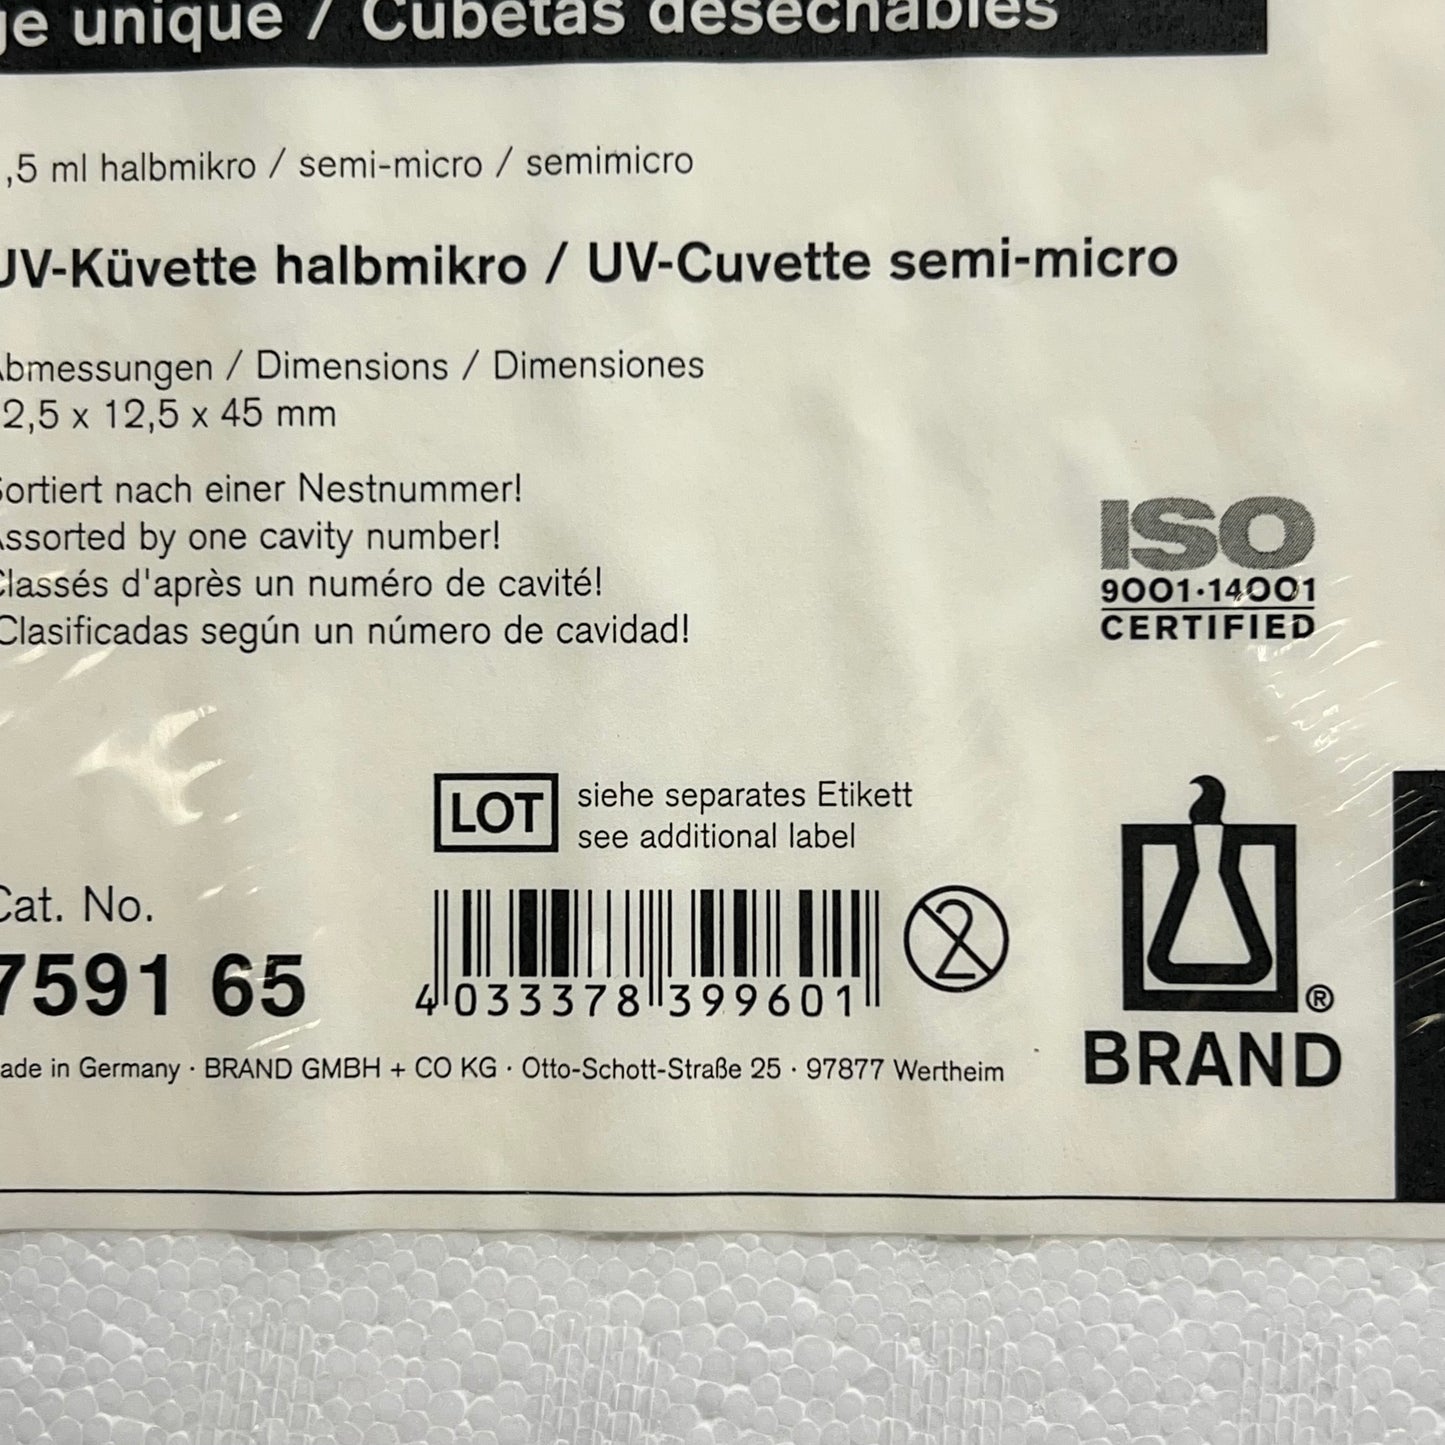 ge unique / Cubetas desechables
,5 ml halbmikro / semi-micro / semimicro
UV-Küvette halbmikro / UV-Cuvette semi-micro
Abmessungen / Dimensions / Dimensiones
2,5 x 12,5 x 45 mm
Sortiert nach einer Nestnummer!
Assorted by one cavity number!
Classés d'après un numéro de cavité!
Clasificadas según un número de cavidad!
ISO
9001·14001
CERTIFIED
LOT
siehe separates Etikett
see additional label
Cat. No.
7591 65
4 033378 399601
2
®
BRAND
ade in Germany · BRAND GMBH + CO KG · Otto-Schott-Straße 25 · 97877 Wertheim